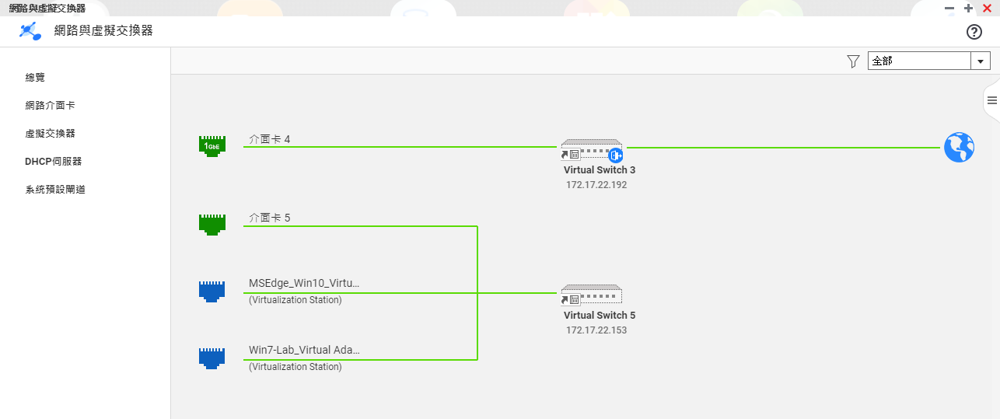 網路與虛擬交換器
網路與虛擬交換器
全部
總覽
網路介面卡
虛擬交換器
DHCP伺服器
系統預設閘道
1GbE
介面卡 4
Virtual Switch 3
172.17.22.192
介面卡 5
MSEdge_Win10_Virtu...
(Virtualization Station)
Virtual Switch 5
172.17.22.153
Win7-Lab_Virtual Ada...
(Virtualization Station)